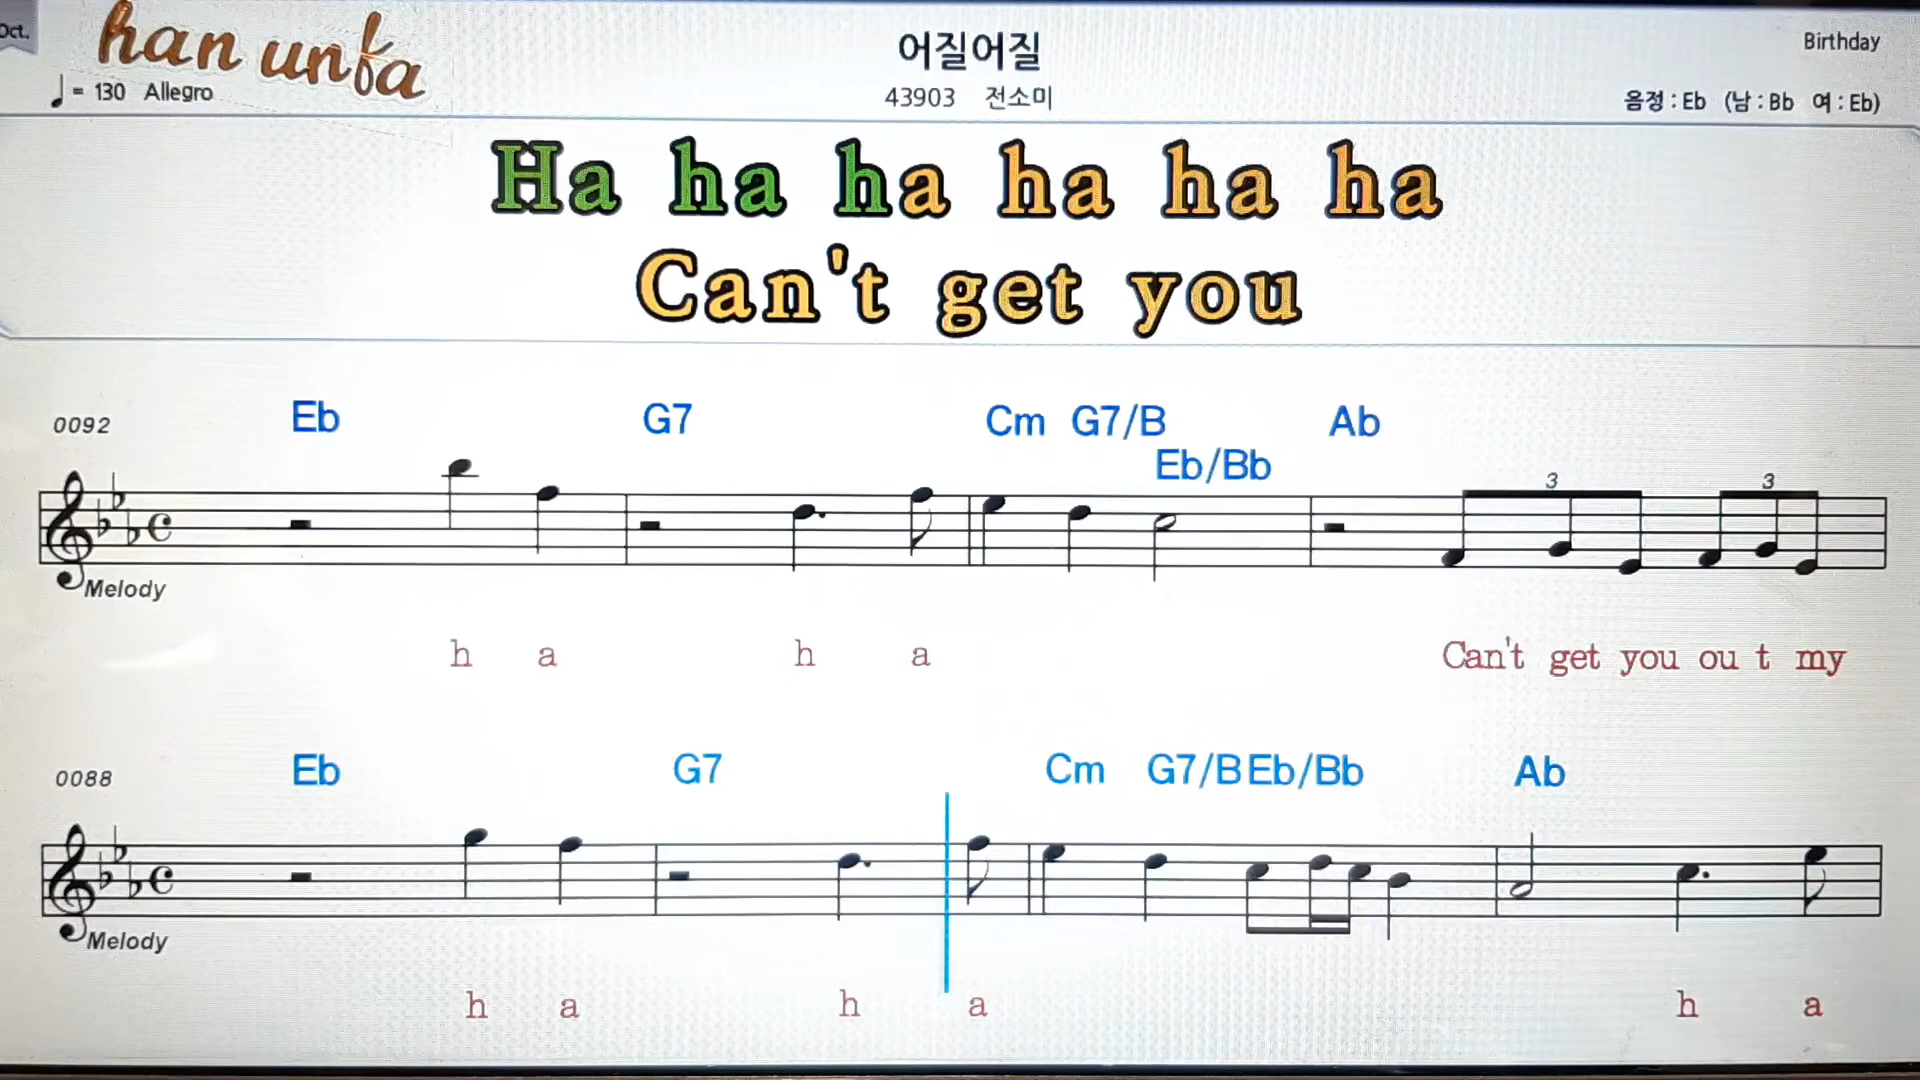 Oct.
han unfa
♩= 130 Allegro
어질어질
43903 전소미
Birthday
음정 : Eb (남 : Bb 여 : Eb)
Ha ha ha ha ha ha
Can't get you
0092 Eb G7 Cm G7/B Ab
Eb/Bb
3 3
Melody
h a h a Can't get you ou t my
0088 Eb G7 Cm G7/B Eb/Bb Ab
Melody
h a h a h a